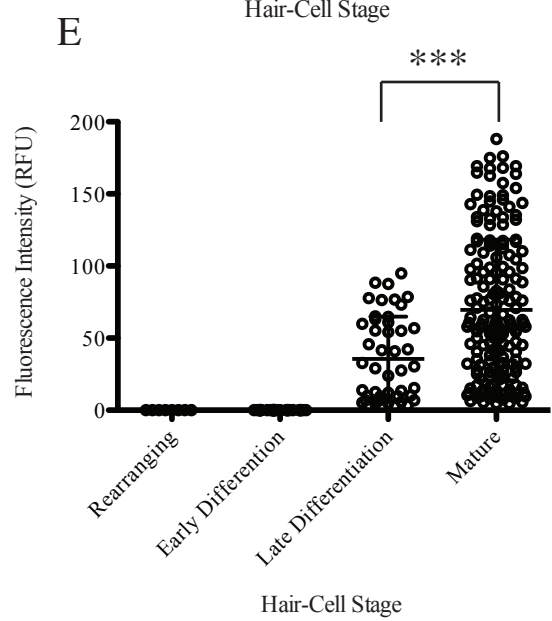 Hair-Cell Stage
E
***
Fluorescence Intensity (RFU)
200
150
100
50
0
Rearranging
Early Differention
Late Differentiation
Mature
Hair-Cell Stage